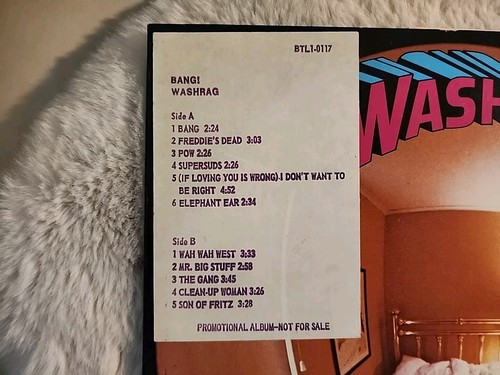 BTL1-0117
BANG!
WASHRAG
Side A
1 BANG 2:24
2 FREDDIE'S DEAD 3:03
3 POW 2:26
4 SUPERSUDS 2:26
5 (IF LOVING YOU IS WRONG)-I DON'T WANT TO
BE RIGHT 4:52
6 ELEPHANT EAR 2:34
Side B
1 WAH WAH WEST 3:33
2 MR. BIG STUFF 2:58
3 THE GANG 3:45
4 CLEAN-UP WOMAN 3:26
5 SON OF FRITZ 3:28
PROMOTIONAL ALBUM-NOT FOR SALE
WASH